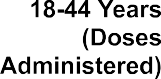 18-44 Years
(Doses
Administered)